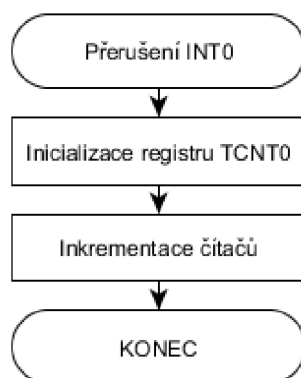 Přerušení INT0
Inicializace registru TCNT0
Inkrementace čítačů
KONEC